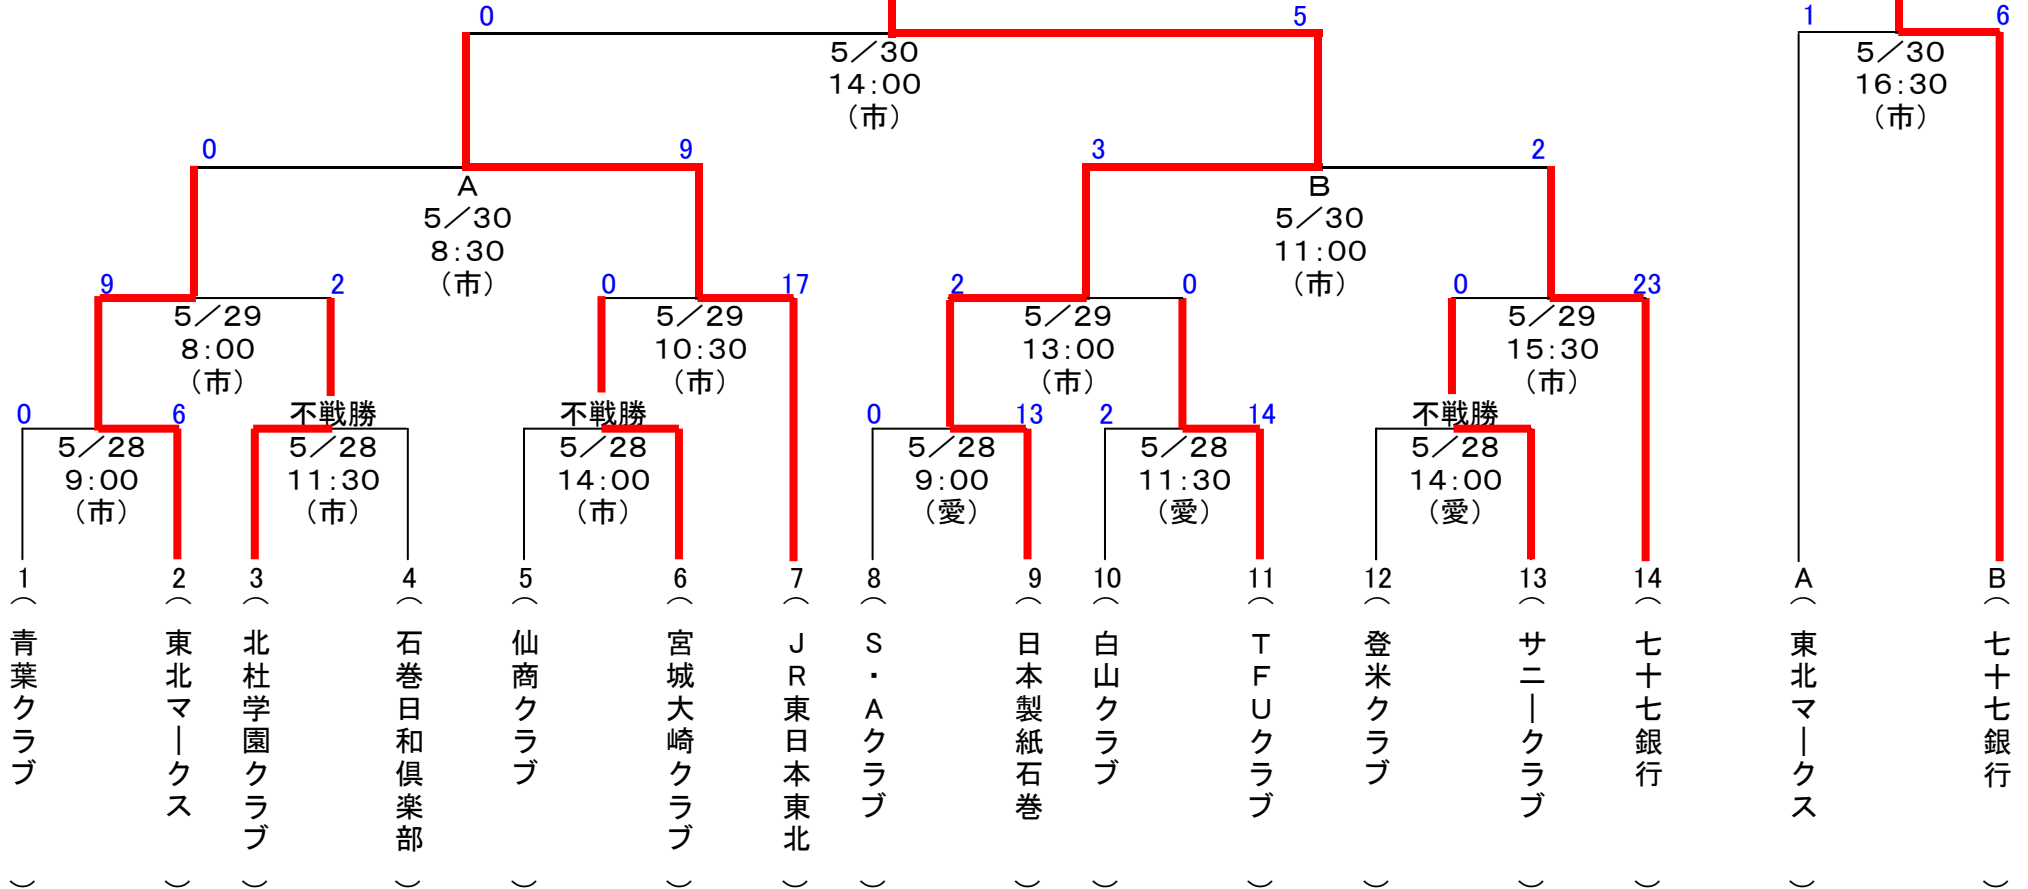 0 5 1 6
5/30
14:00
(市)
5/30
16:30
(市)
0 9 3 2
A
5/30
8:30
(市)
B
5/30
11:00
(市)
9 2 0 17 2 0 0 23
5/29
8:00
(市)
5/29
10:30
(市)
5/29
13:00
(市)
5/29
15:30
(市)
0 6 不戦勝 不戦勝 0 13 2 14 不戦勝
5/28
9:00
(市)
5/28
11:30
(市)
5/28
14:00
(市)
5/28
9:00
(愛)
5/28
11:30
(愛)
5/28
14:00
(愛)
1(青葉クラブ)
2(東北マークス)
3(北杜学園クラブ)
4(石巻日和倶楽部)
5(仙商クラブ)
6(宮城大崎クラブ)
7(JR東日本東北)
8(S・Aクラブ)
9(日本製紙石巻)
10(白山クラブ)
11(TFUクラブ)
12(登米クラブ)
13(サニークラブ)
14(七十七銀行)
A(東北マークス)
B(七十七銀行)